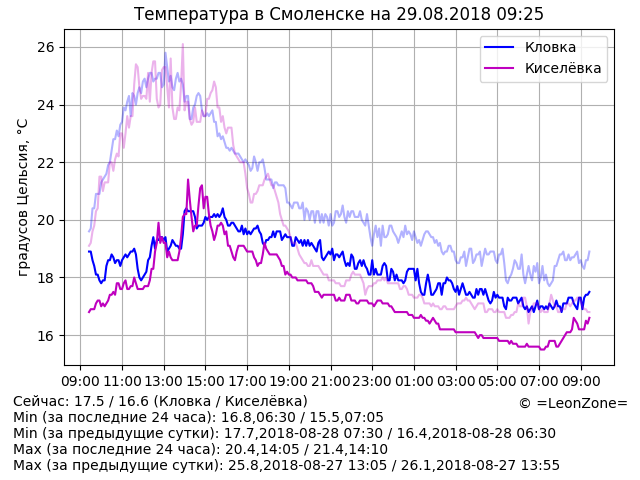 Температура в Смоленске на 29.08.2018 09:25
Кловка
Киселёвка
градусов Цельсия, °C
26
24
22
20
18
16
09:00 11:00 13:00 15:00 17:00 19:00 21:00 23:00 01:00 03:00 05:00 07:00 09:00
Сейчас: 17.5 / 16.6 (Кловка / Киселёвка)
© =LeonZone=
Min (за последние 24 часа): 16.8,06:30 / 15.5,07:05
Min (за предыдущие сутки): 17.7,2018-08-28 07:30 / 16.4,2018-08-28 06:30
Max (за последние 24 часа): 20.4,14:05 / 21.4,14:10
Max (за предыдущие сутки): 25.8,2018-08-27 13:05 / 26.1,2018-08-27 13:55